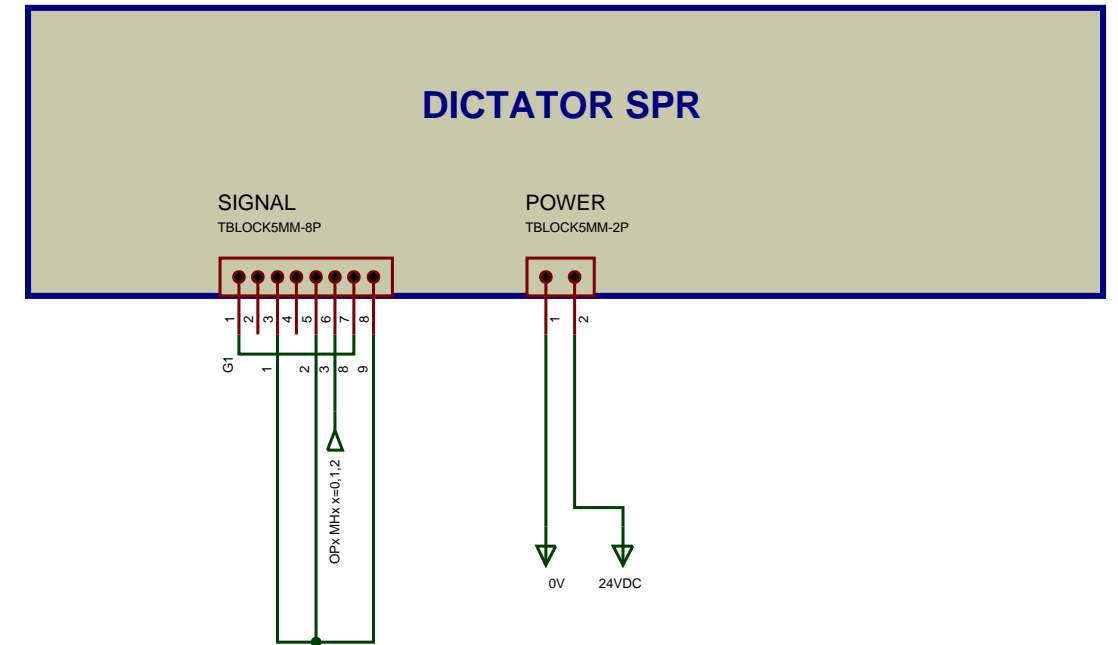 DICTATOR SPR
SIGNAL
TBLOCK5MM-8P
POWER
TBLOCK5MM-2P
1 2 3 4 5 6 7 8
1 2
G1 1 2 3 8 9
OPx MHx x=0,1,2
0V
24VDC